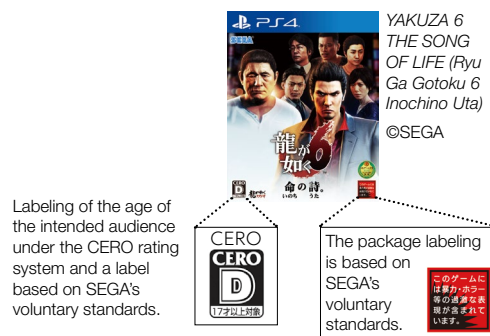 PS4
SEGA
龍が
如く6
命の詩。
いのち うた
CERO
D
YAKUZA 6
THE SONG
OF LIFE (Ryu
Ga Gotoku 6
Inochino Uta)
©SEGA
Labeling of the age of
the intended audience
under the CERO rating
system and a label
based on SEGA's
voluntary standards.
CERO
CERO
D
17才以上対象
The package labeling
is based on
SEGA's
voluntary
standards.
このゲームに
は暴力・ホラー
等の過激な表
現が含まれて
います。